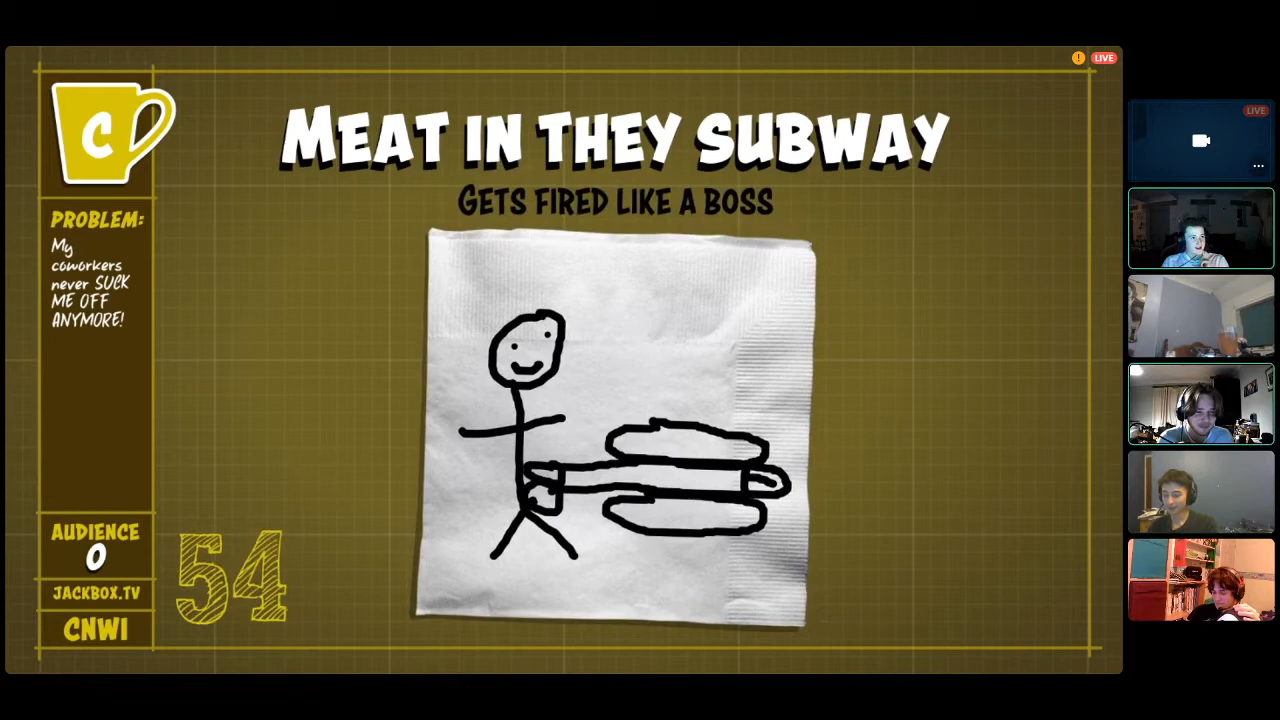 LIVE
C
MEAT IN THEY SUBWAY
GETS FIRED LIKE A BOSS
LIVE
PROBLEM:
My
coworkers
never SUCK
ME OFF
ANYMORE!
AUDIENCE
0
JACKBOX.TV
CNWI
54